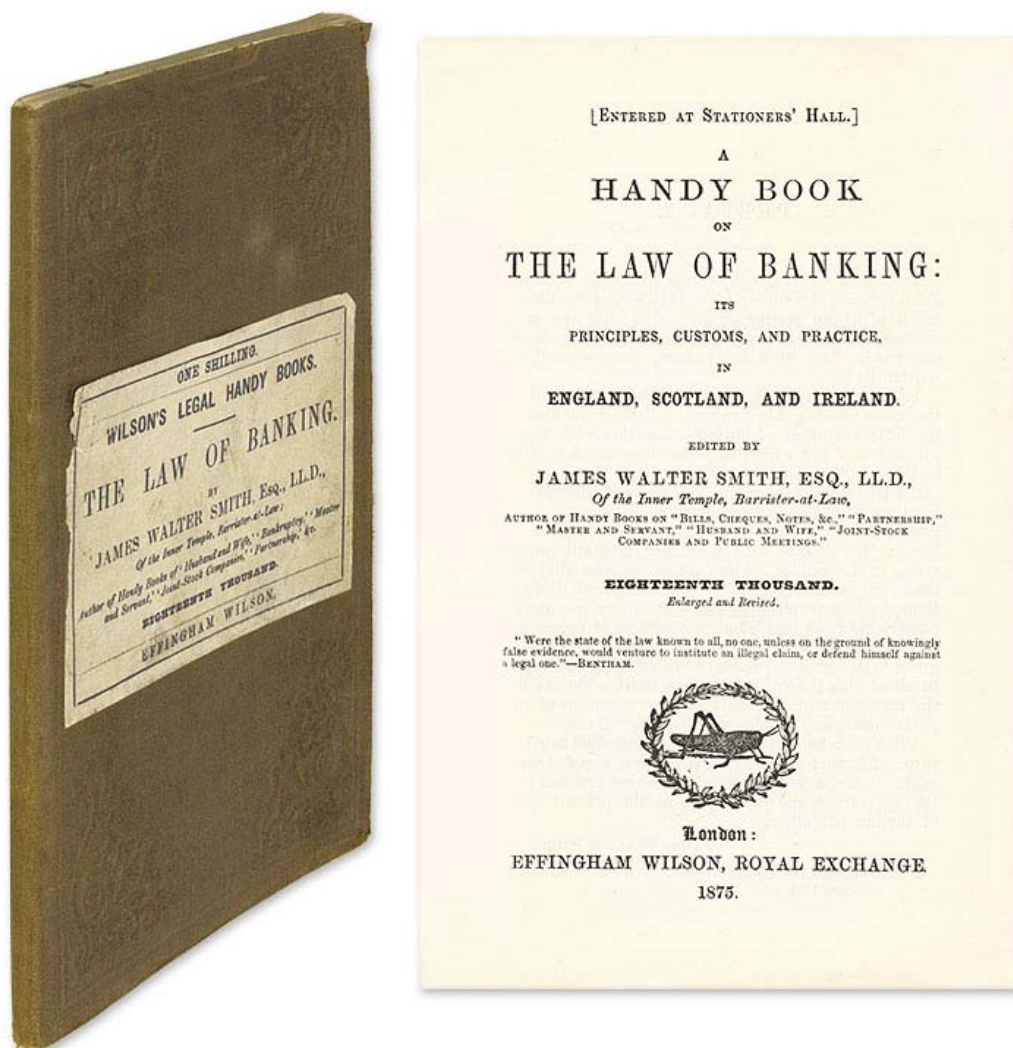 ONE SHILLING.
WILSON'S LEGAL HANDY BOOKS.
THE LAW OF BANKING.
BY
JAMES WALTER SMITH, ESQ., LL.D.,
Of the Inner Temple, Barrister-at-Law;
Author of Handy Books of "Husband and Wife," "Bankruptcy," "Master
and Servant," "Joint-Stock Companies," "Partnership," &c.
EIGHTEENTH THOUSAND.
EFFINGHAM WILSON.
[ENTERED AT STATIONERS' HALL.]
A
HANDY BOOK
ON
THE LAW OF BANKING:
ITS
PRINCIPLES, CUSTOMS, AND PRACTICE,
IN
ENGLAND, SCOTLAND, AND IRELAND.
EDITED BY
JAMES WALTER SMITH, ESQ., LL.D.,
Of the Inner Temple, Barrister-at-Law,
AUTHOR OF HANDY BOOKS ON "BILLS, CHEQUES, NOTES, &c.," "PARTNERSHIP,"
"MASTER AND SERVANT," "HUSBAND AND WIFE," "JOINT-STOCK
COMPANIES AND PUBLIC MEETINGS."
EIGHTEENTH THOUSAND.
Enlarged and Revised.
"Were the state of the law known to all, no one, unless on the ground of knowingly
false evidence, would venture to institute an illegal claim, or defend himself against
a legal one."—BENTHAM.
London:
EFFINGHAM WILSON, ROYAL EXCHANGE.
1875.